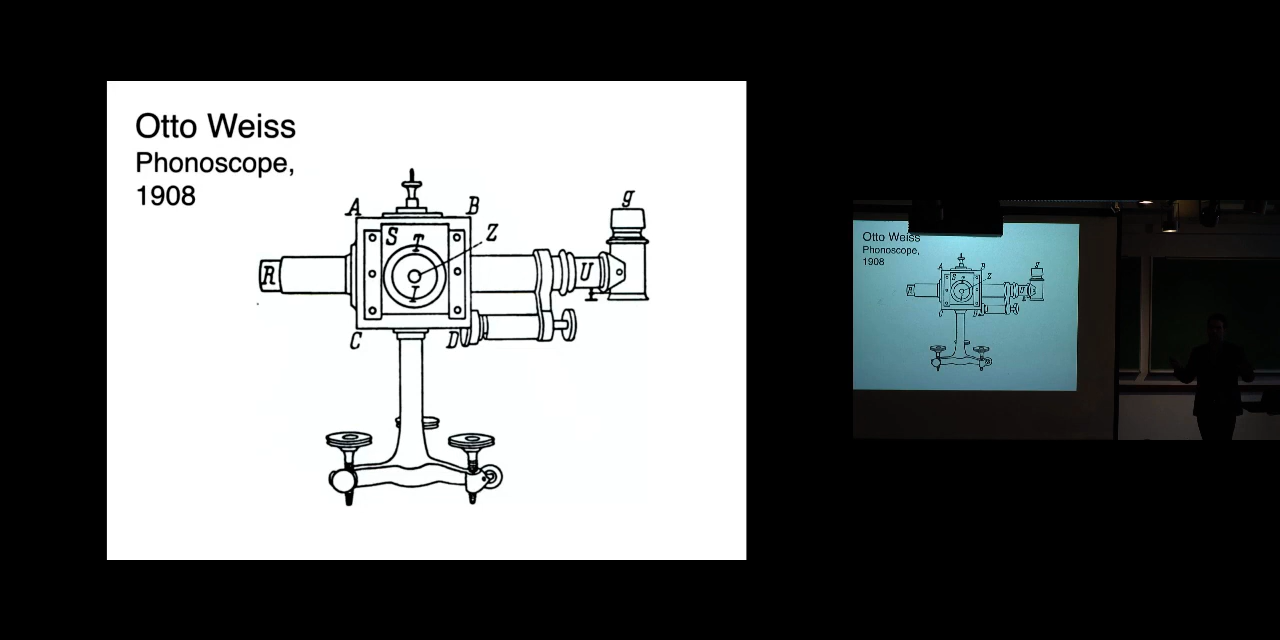 Otto Weiss
Phonoscope,
1908
A
B
g
S
T
Z
R
U
I
C
D
Otto Weiss
Phonoscope,
1908